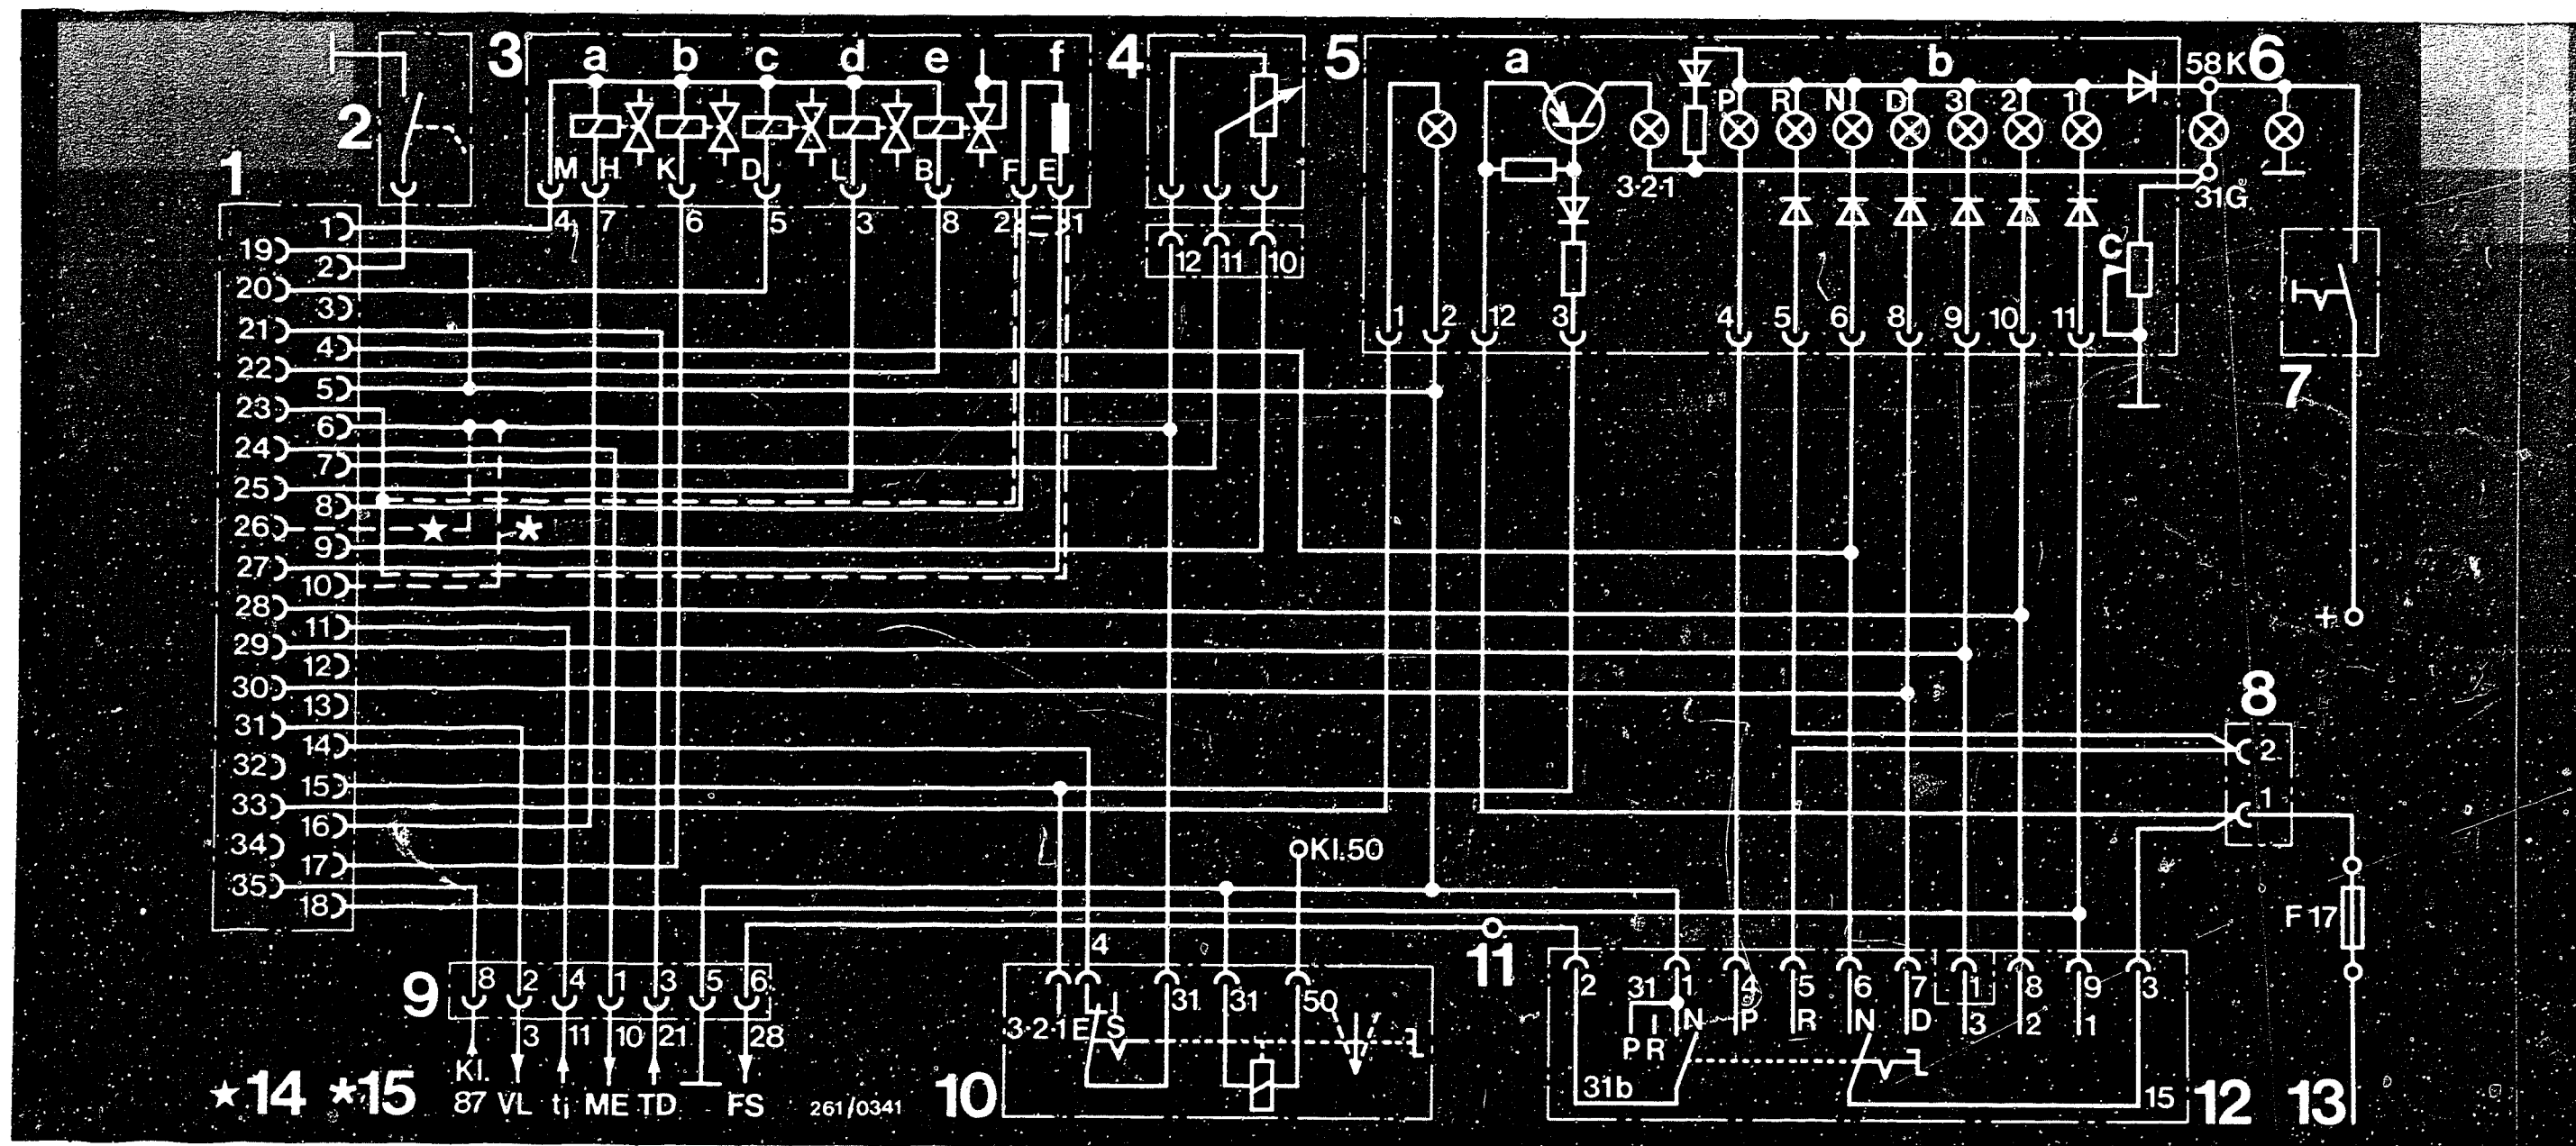 3 a b c d e f 4 5 a b 58K 6
2 P R N D 3 2 1
1 M H K D L B F E 3·2·1 31G
4 7 6 5 3 8 2 1 12 11 10 C
1 2 12 3 4 5 6 8 9 10 11
7
1
19
2
20
3
21
4
22
5
23
6
24
7
25
8
26 ★ *
9
27
10
28
11
29
12
30
13
31
14
32
15
33
16
34
17
35
18
+
8
2
1
F 17
Kl.50
11
9 8 2 4 1 3 5 6
3 11 10 21 28
Kl.
87 VL ti ME TD FS
4
3·2·1 E S 31 31 50
10
2 31 1 4 5 6 7 1 8 9 3
P R N P R N D 3 2 1
31b 15
12 13
★14 *15
261/0341